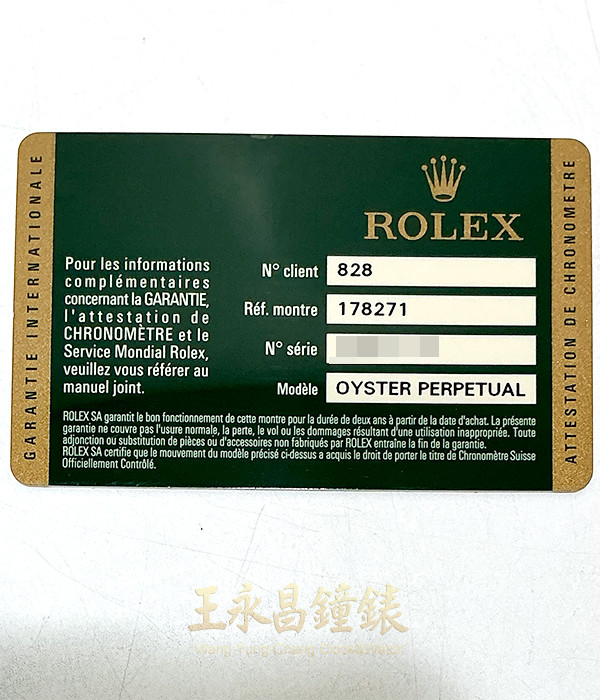 GARANTIE INTERNATIONALE
ROLEX
Pour les informations
complémentaires
concernant la GARANTIE,
l'attestation de
CHRONOMÈTRE et le
Service Mondial Rolex,
veuillez vous référer au
manuel joint.
N° client 828
Réf. montre 178271
N° série
Modèle OYSTER PERPETUAL
ROLEX SA garantit le bon fonctionnement de cette montre pour la durée de deux ans à partir de la date d'achat. La présente
garantie ne couvre pas l'usure normale, la perte, le vol ou les dommages résultant d'une utilisation inappropriée. Toute
adjonction ou substitution de pièces ou d'accessoires non fabriqués par ROLEX entraîne la fin de la garantie.
ROLEX SA certifie que le mouvement du modèle précisé ci-dessus a acquis le droit de porter le titre de Chronomètre Suisse
Officiellement Contrôlé.
ATTESTATION DE CHRONOMETRE
王永昌鐘錶